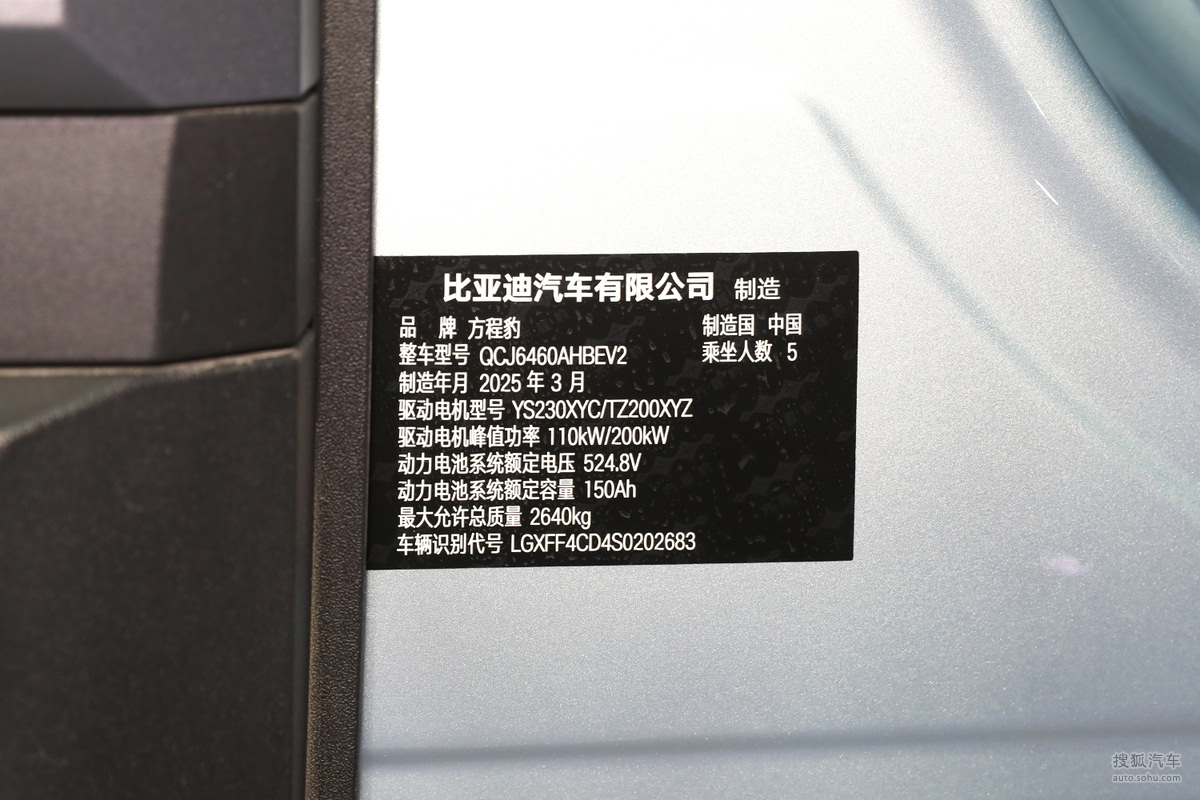 比亚迪汽车有限公司 制造
品 牌 方程豹 制造国 中国
整车型号 QCJ6460AHBEV2 乘坐人数 5
制造年月 2025 年 3 月
驱动电机型号 YS230XYC/TZ200XYZ
驱动电机峰值功率 110kW/200kW
动力电池系统额定电压 524.8V
动力电池系统额定容量 150Ah
最大允许总质量 2640kg
车辆识别代号 LGXFF4CD4S0202683
搜狐汽车
auto.sohu.com